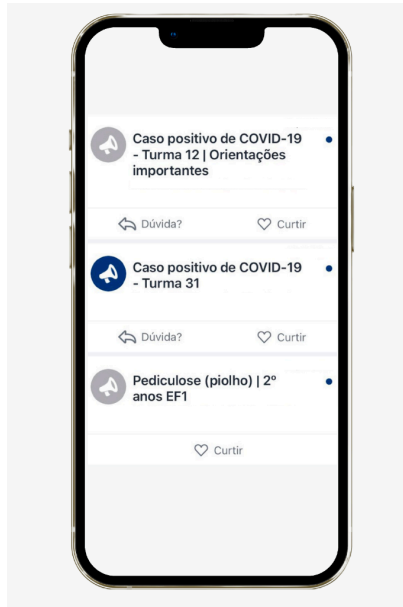 Caso positivo de COVID-19
- Turma 12 | Orientações
importantes
Dúvida?
Curtir
Caso positivo de COVID-19
- Turma 31
Dúvida?
Curtir
Pediculose (piolho) | 2º
anos EF1
Curtir